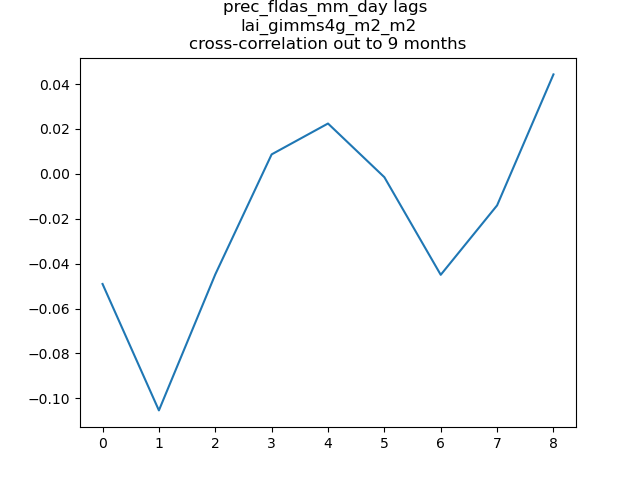 prec_fldas_mm_day lags
lai_gimms4g_m2_m2
cross-correlation out to 9 months
0.04
0.02
0.00
−0.02
−0.04
−0.06
−0.08
−0.10
0 1 2 3 4 5 6 7 8